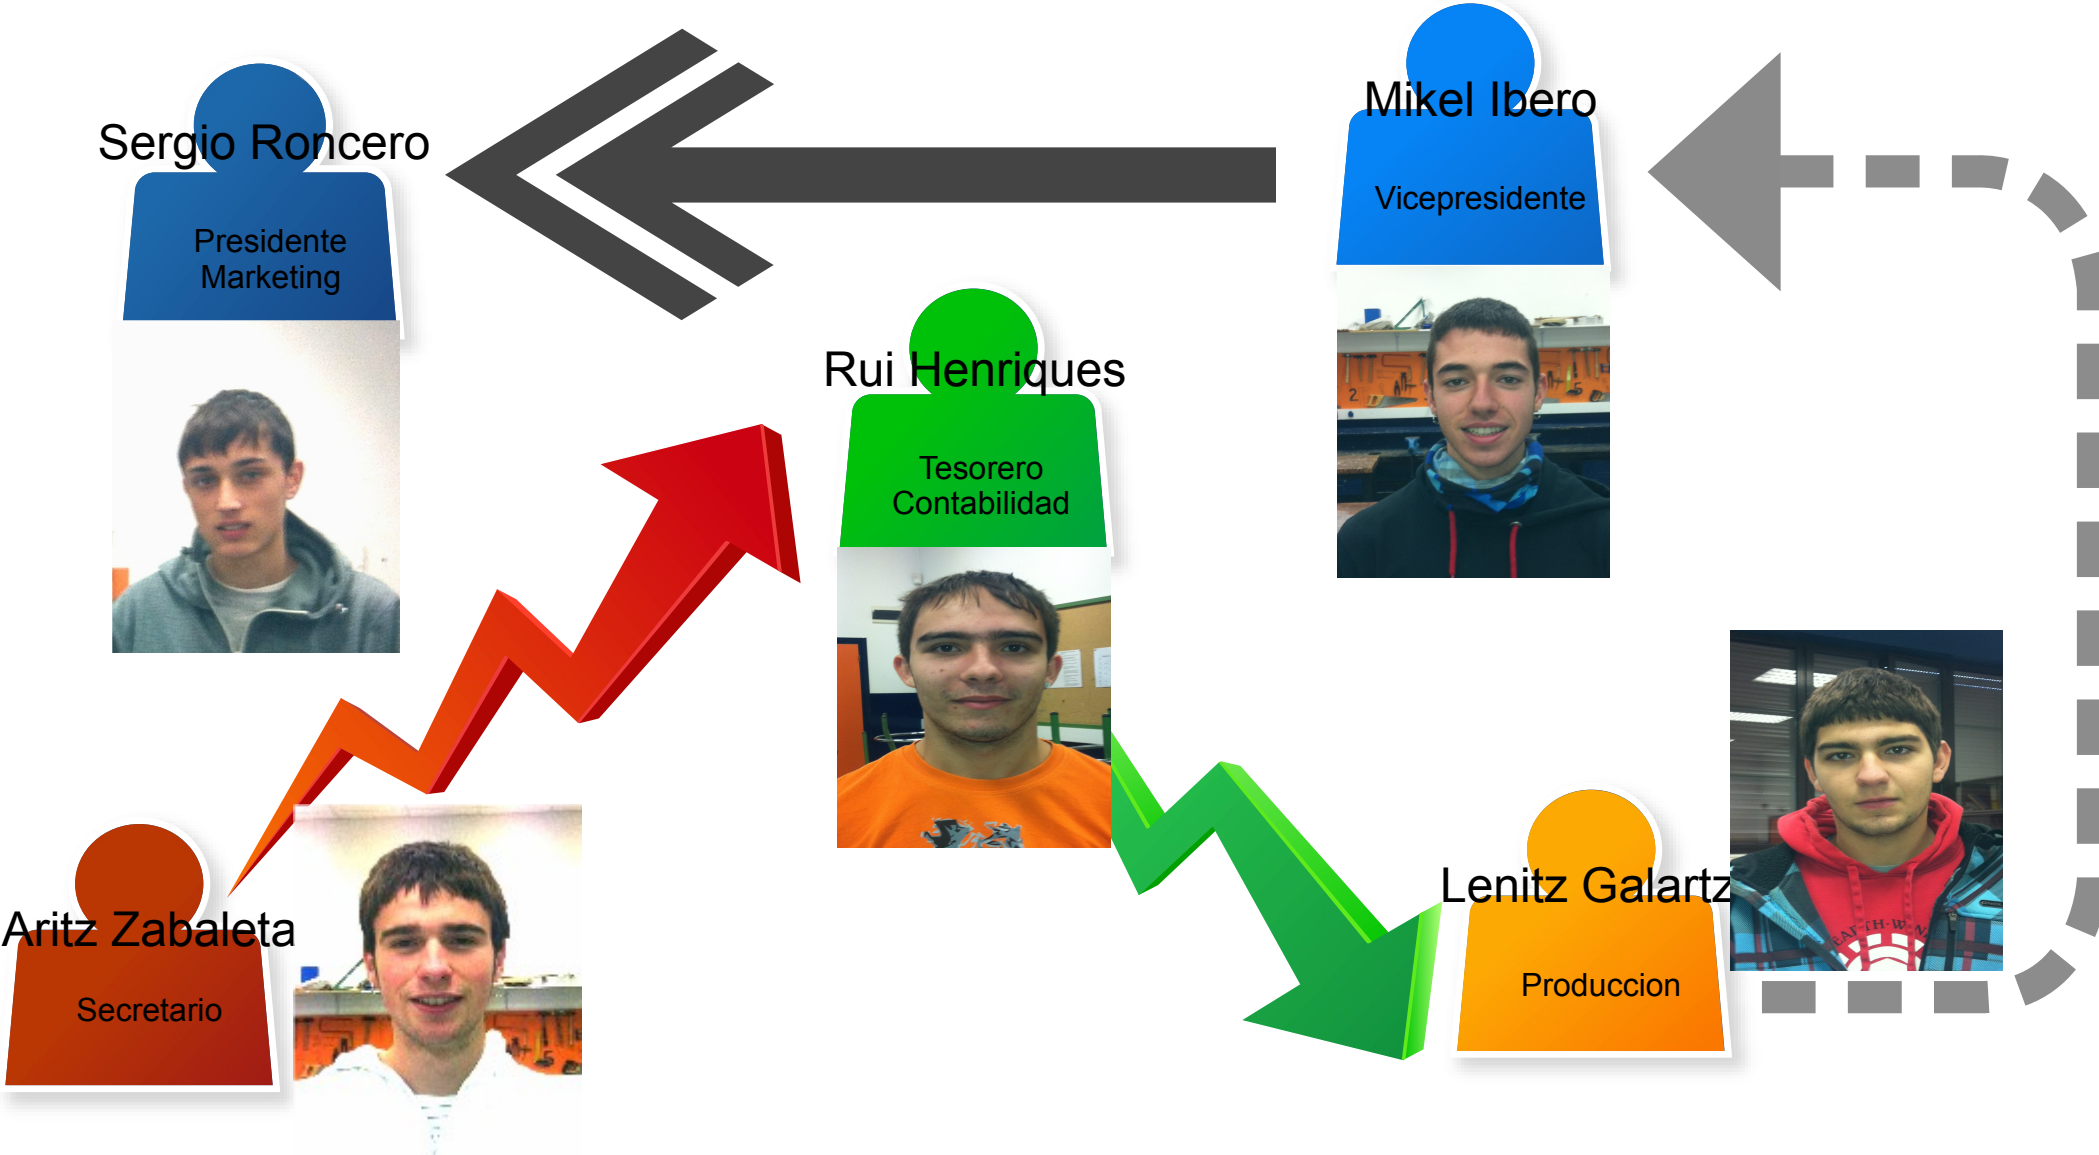 Sergio Roncero
Presidente
Marketing
Mikel Ibero
Vicepresidente
Rui Henriques
Tesorero
Contabilidad
Aritz Zabaleta
Secretario
Lenitz Galartz
Produccion